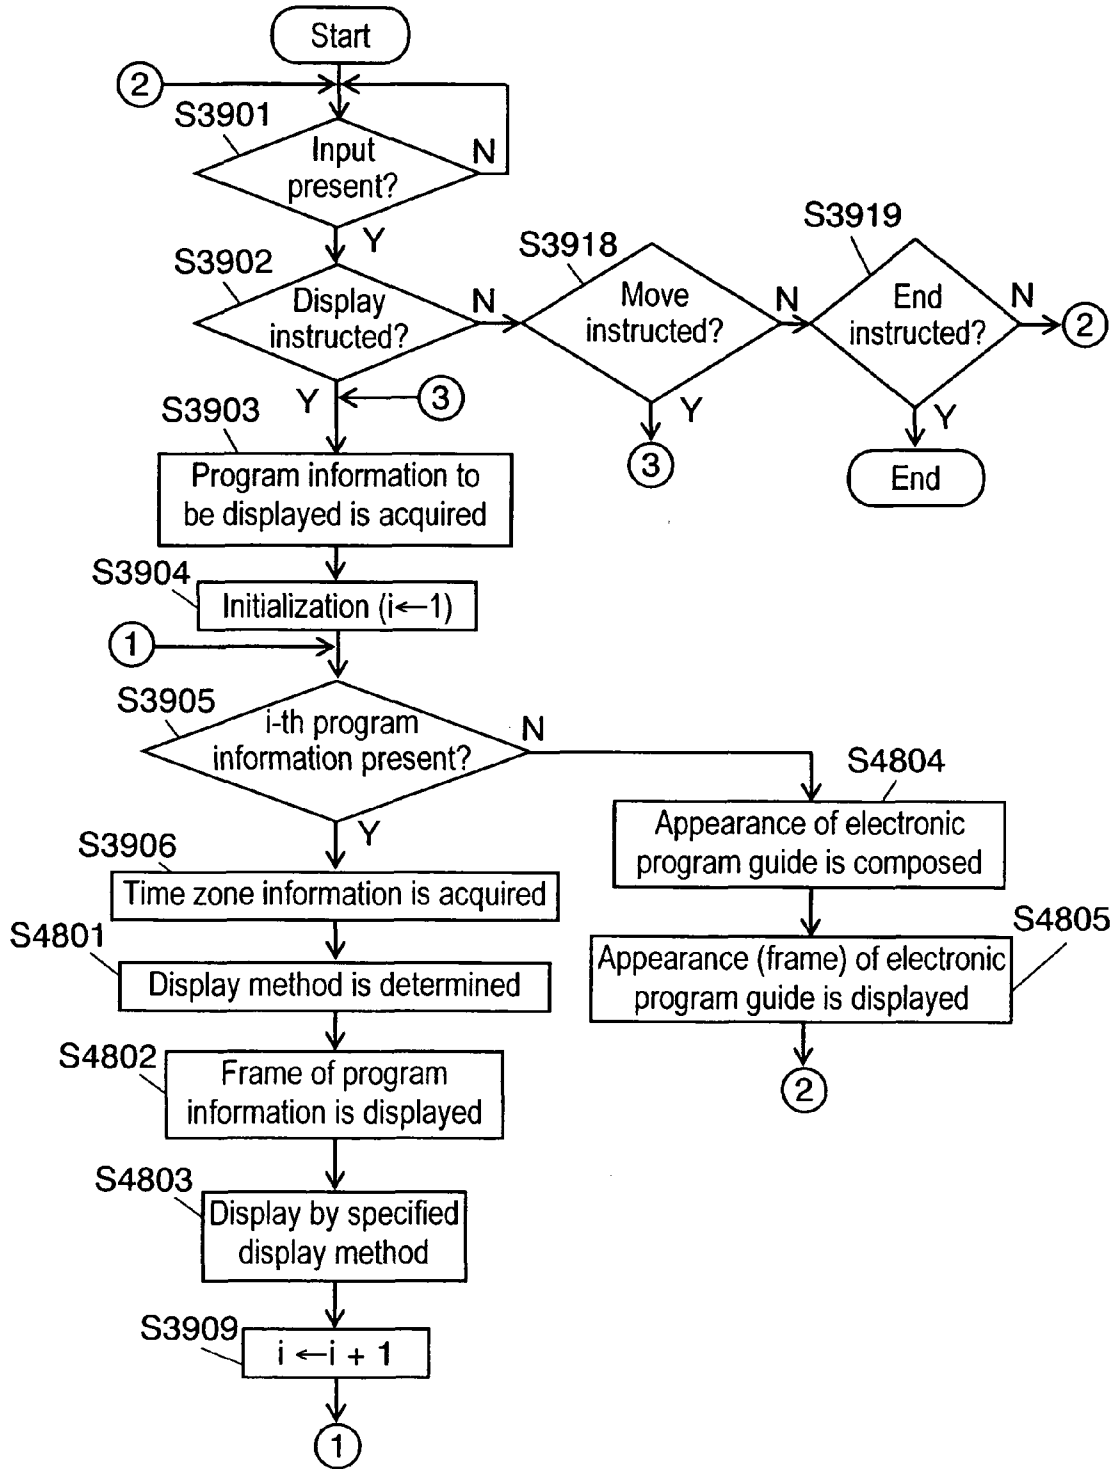 Start
2
S3901
Input
present?
N
Y
S3902
Display
instructed?
N
S3918
Move
instructed?
N
S3919
End
instructed?
N
2
Y
3
Y
3
Y
End
S3903
Program information to
be displayed is acquired
S3904
Initialization (i←1)
1
S3905
i-th program
information present?
N
Y
S4804
Appearance of electronic
program guide is composed
S3906
Time zone information is acquired
S4805
Appearance (frame) of electronic
program guide is displayed
2
S4801
Display method is determined
S4802
Frame of program
information is displayed
S4803
Display by specified
display method
S3909
i ←i + 1
1